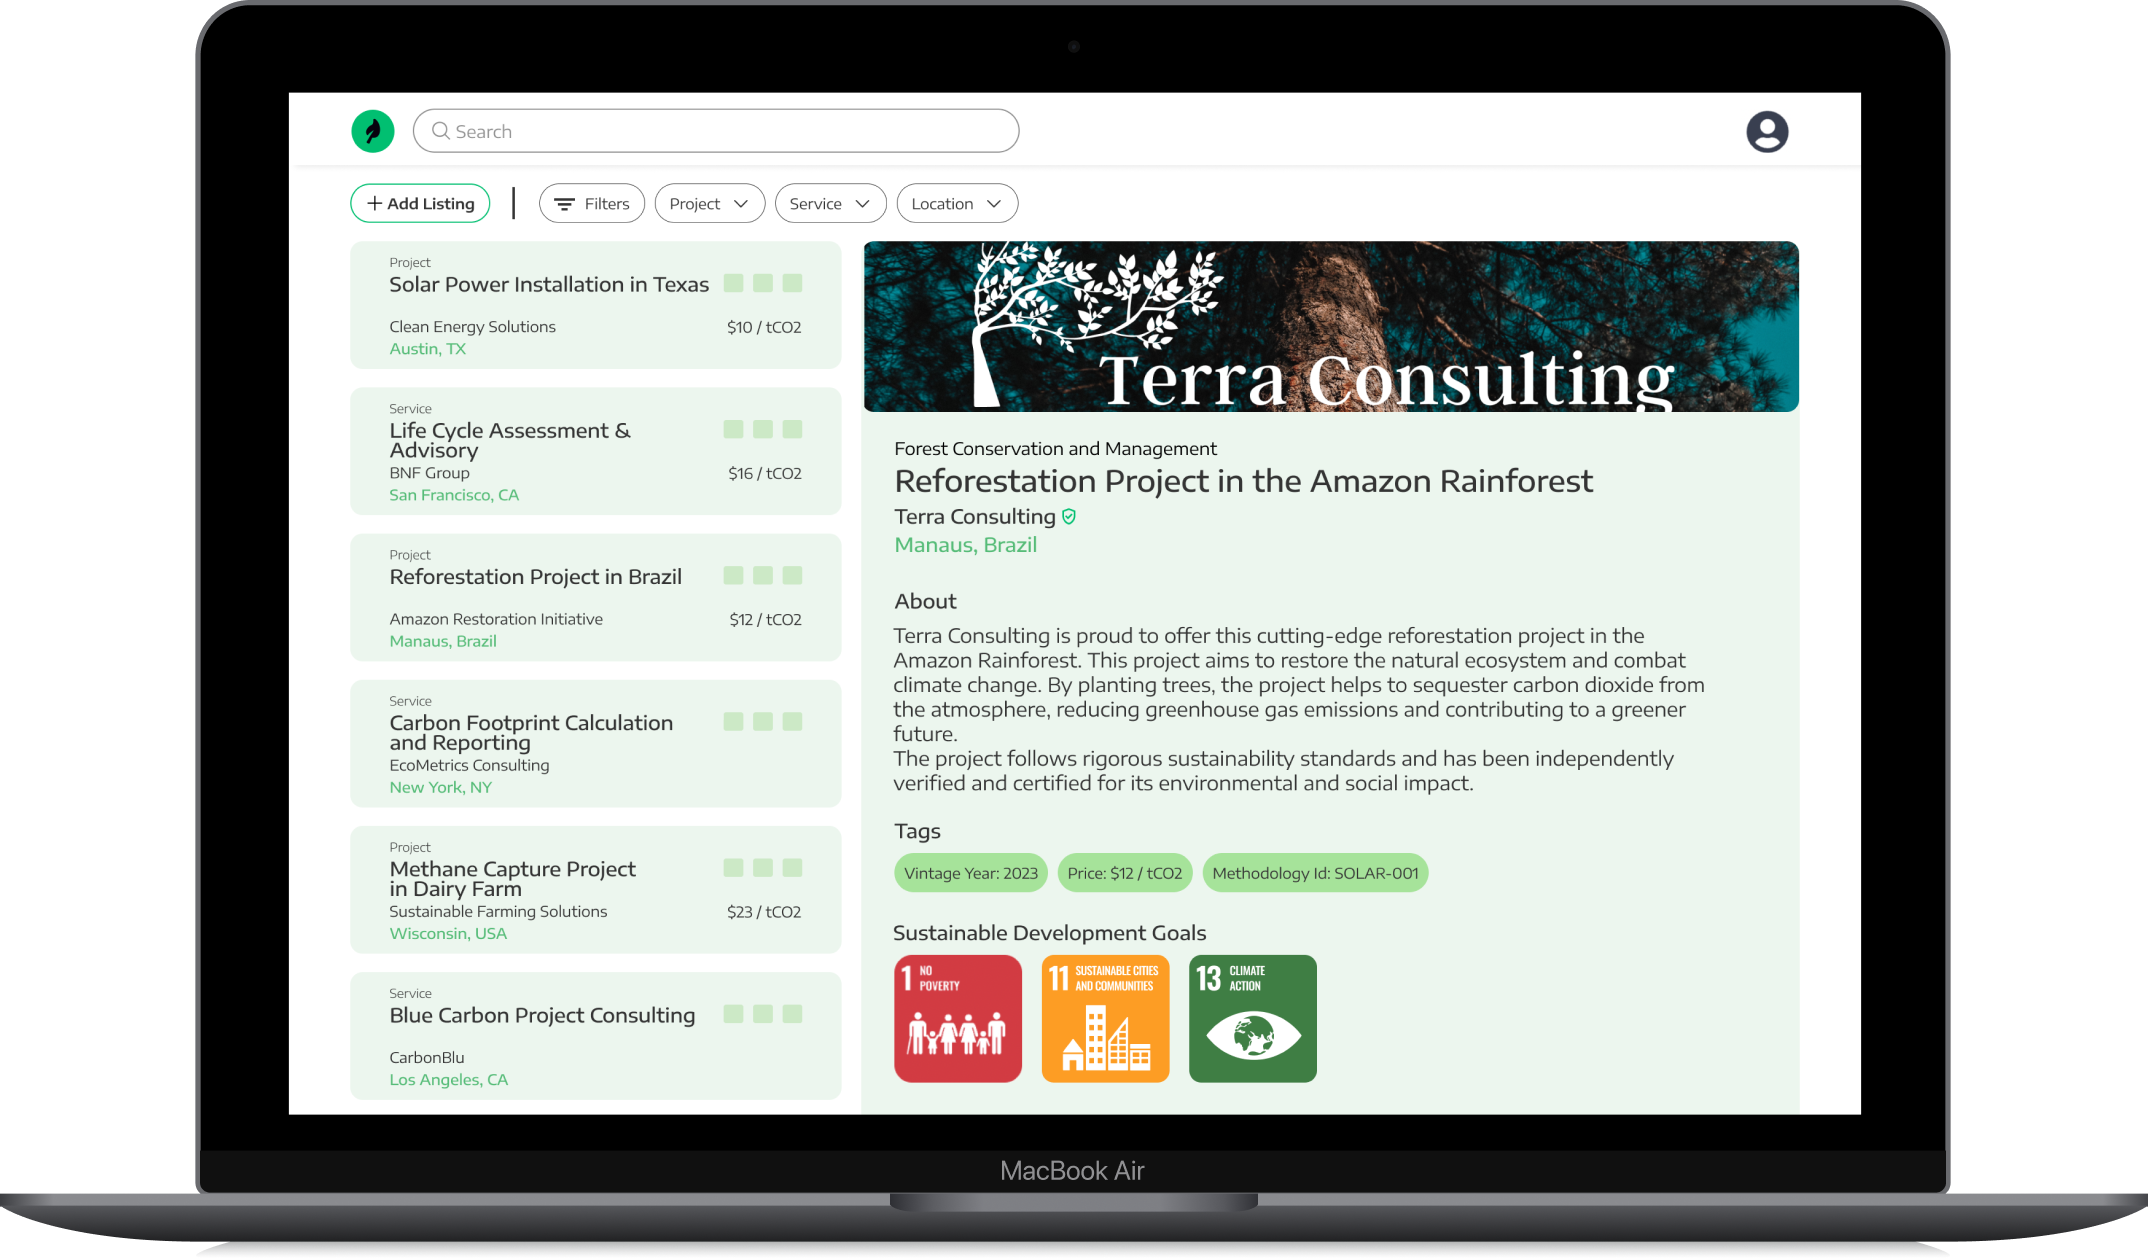 Search
Add Listing
Filters
Project
Service
Location
Project
Solar Power Installation in Texas
Clean Energy Solutions
$10 / tCO2
Austin, TX
Service
Life Cycle Assessment &
Advisory
BNF Group
$16 / tCO2
San Francisco, CA
Project
Reforestation Project in Brazil
Amazon Restoration Initiative
$12 / tCO2
Manaus, Brazil
Service
Carbon Footprint Calculation
and Reporting
EcoMetrics Consulting
New York, NY
Project
Methane Capture Project
in Dairy Farm
Sustainable Farming Solutions
$23 / tCO2
Wisconsin, USA
Service
Blue Carbon Project Consulting
CarbonBlu
Los Angeles, CA
Terra Consulting
Forest Conservation and Management
Reforestation Project in the Amazon Rainforest
Terra Consulting
Manaus, Brazil
About
Terra Consulting is proud to offer this cutting-edge reforestation project in the
Amazon Rainforest. This project aims to restore the natural ecosystem and combat
climate change. By planting trees, the project helps to sequester carbon dioxide from
the atmosphere, reducing greenhouse gas emissions and contributing to a greener
future.
The project follows rigorous sustainability standards and has been independently
verified and certified for its environmental and social impact.
Tags
Vintage Year: 2023
Price: $12 / tCO2
Methodology Id: SOLAR-001
Sustainable Development Goals
1 NO
POVERTY
11 SUSTAINABLE CITIES
AND COMMUNITIES
13 CLIMATE
ACTION
MacBook Air